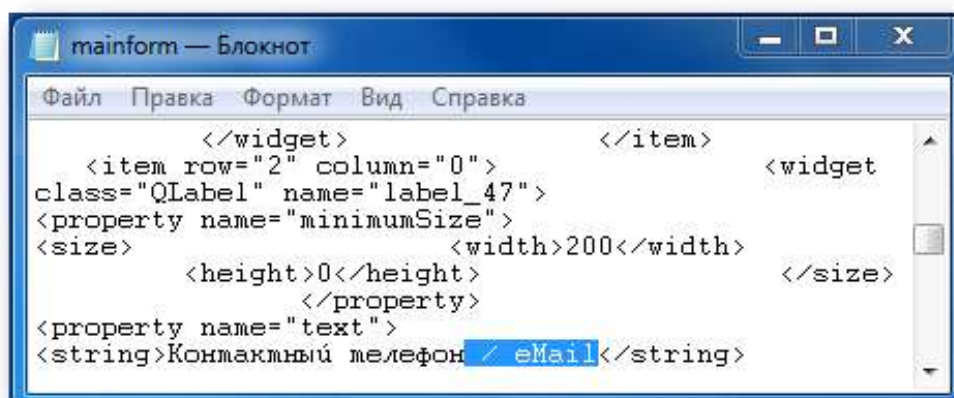 mainform — Блокнот
Файл Правка Формат Вид Справка
</widget> </item>
<item row="2" column="0"> <widget
class="QLabel" name="label_47">
<property name="minimumSize">
<size> <width>200</width>
<height>0</height> </size>
</property>
<property name="text">
<string>Контактный телефон / eMail</string>